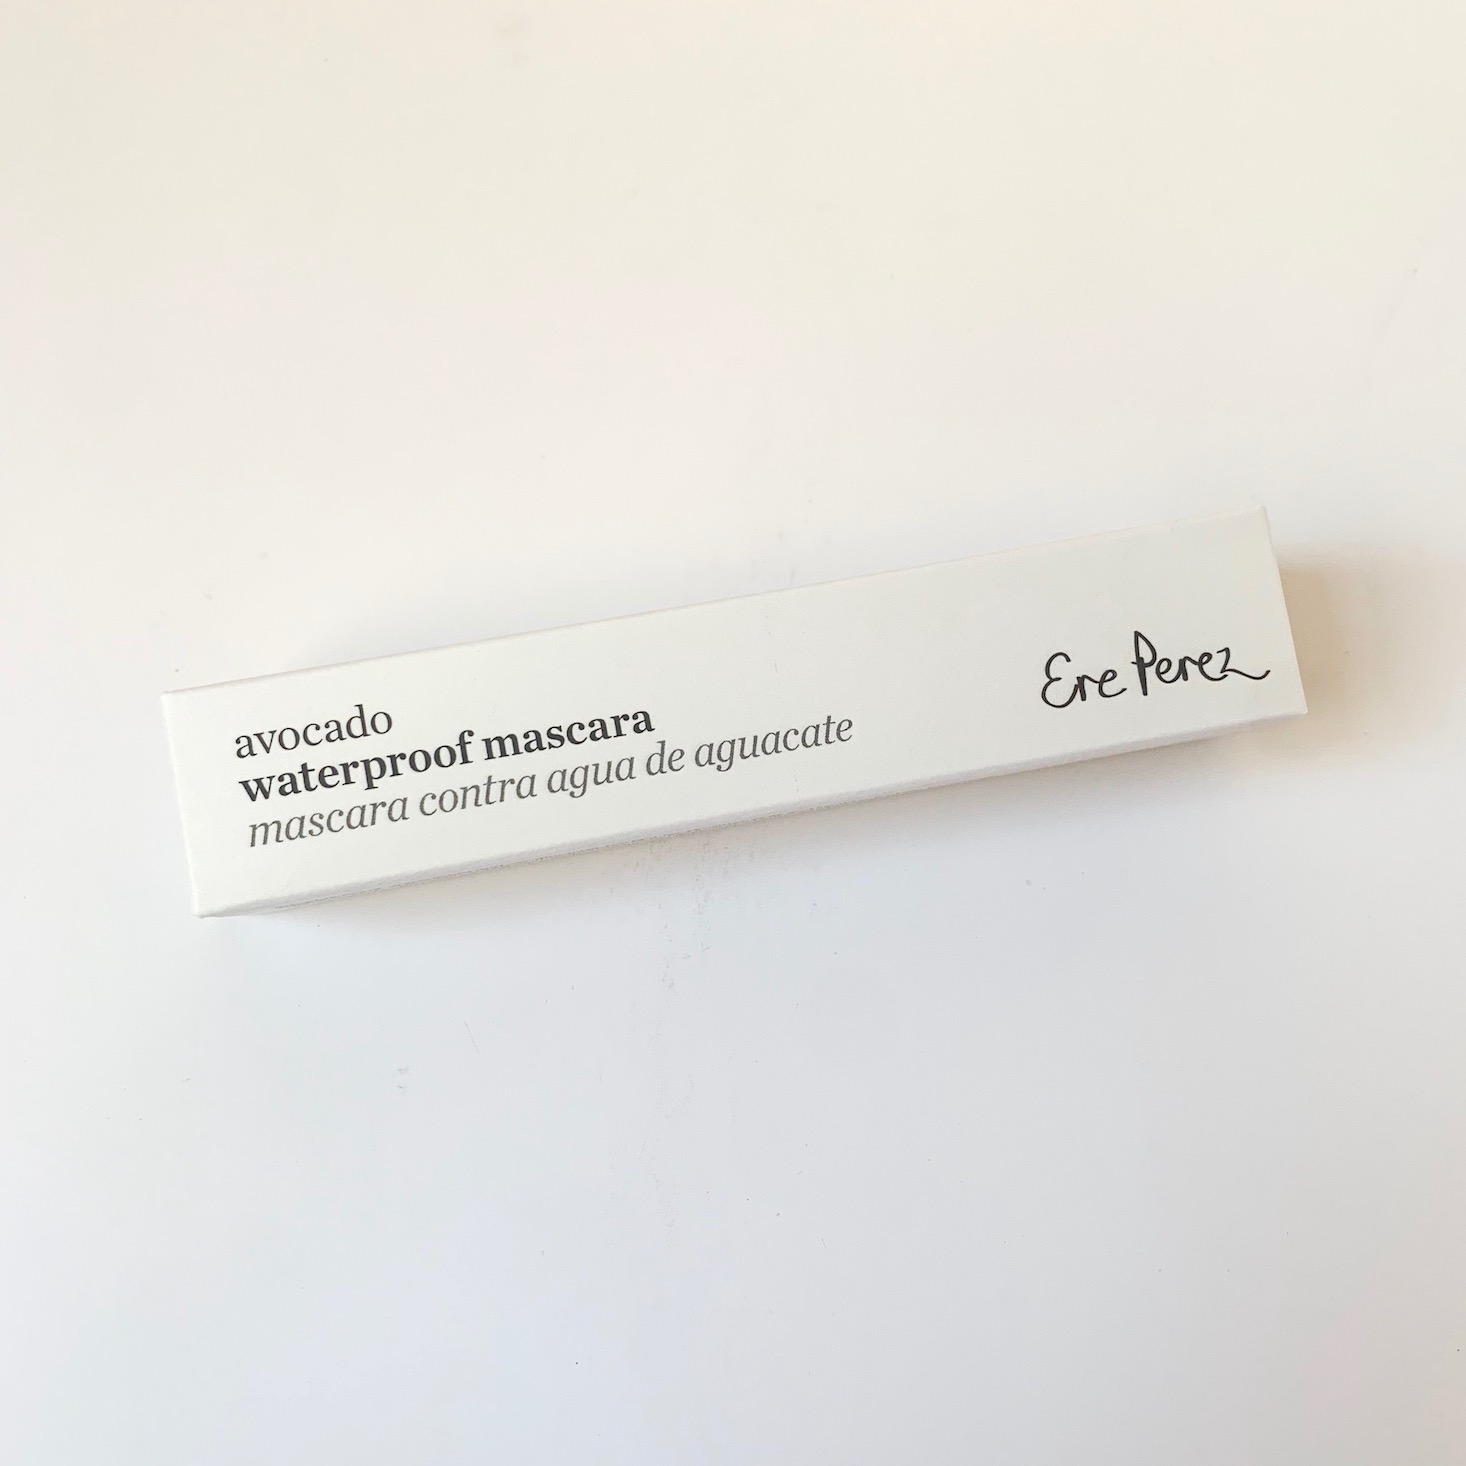 avocado
waterproof mascara
mascara contra agua de aguacate
Ere Perez